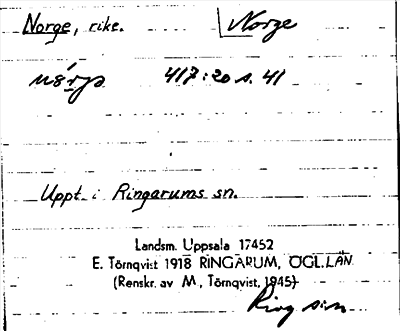 Norge, rike. Norge
417:20 s. 41
Uppt. i Ringarums sn.
Landsm. Uppsala 17452
E. Törnqvist 1918 RINGARUM, ÖGL.LÄN
(Renskr. av M, Törnqvist, 1945)